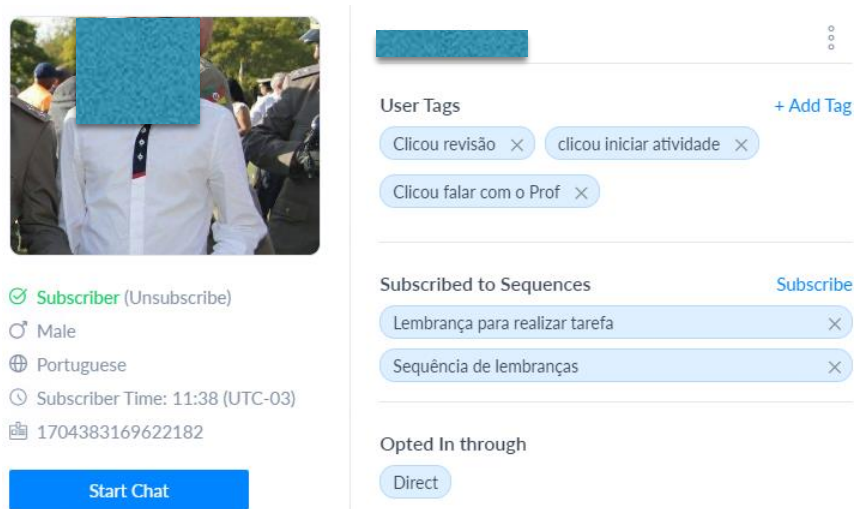 Subscriber (Unsubscribe)
Male
Portuguese
Subscriber Time: 11:38 (UTC-03)
1704383169622182
Start Chat
User Tags
+ Add Tag
Clicou revisão
clicou iniciar atividade
Clicou falar com o Prof
Subscribed to Sequences
Subscribe
Lembrança para realizar tarefa
Sequência de lembranças
Opted In through
Direct